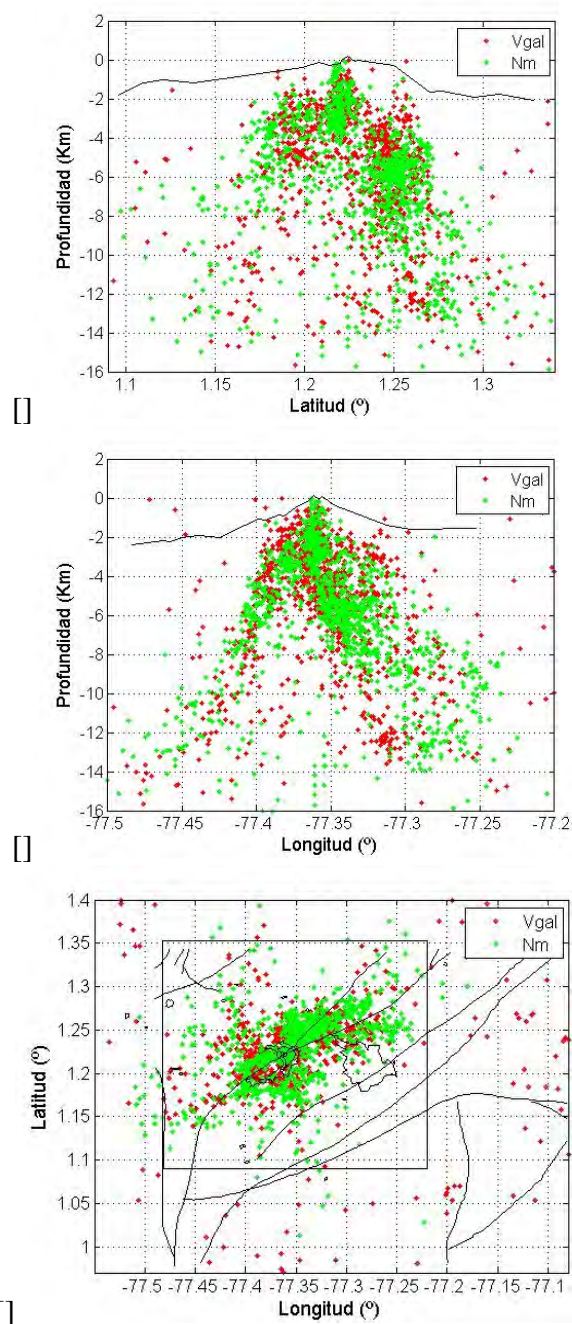 2
0
-2
-4
-6
-8
-10
-12
-14
-16
Profundidad (Km)
Vgal
Nm
1.1 1.15 1.2 1.25 1.3
Latitud (º)
[]
2
0
-2
-4
-6
-8
-10
-12
-14
-16
Profundidad (Km)
Vgal
Nm
-77.5 -77.45 -77.4 -77.35 -77.3 -77.25 -77.2
Longitud (º)
[]
1.4
1.35
1.3
1.25
1.2
1.15
1.1
1.05
1
Latitud (º)
Vgal
Nm
-77.5 -77.45 -77.4 -77.35 -77.3 -77.25 -77.2 -77.15 -77.1
Longitud (º)
[]